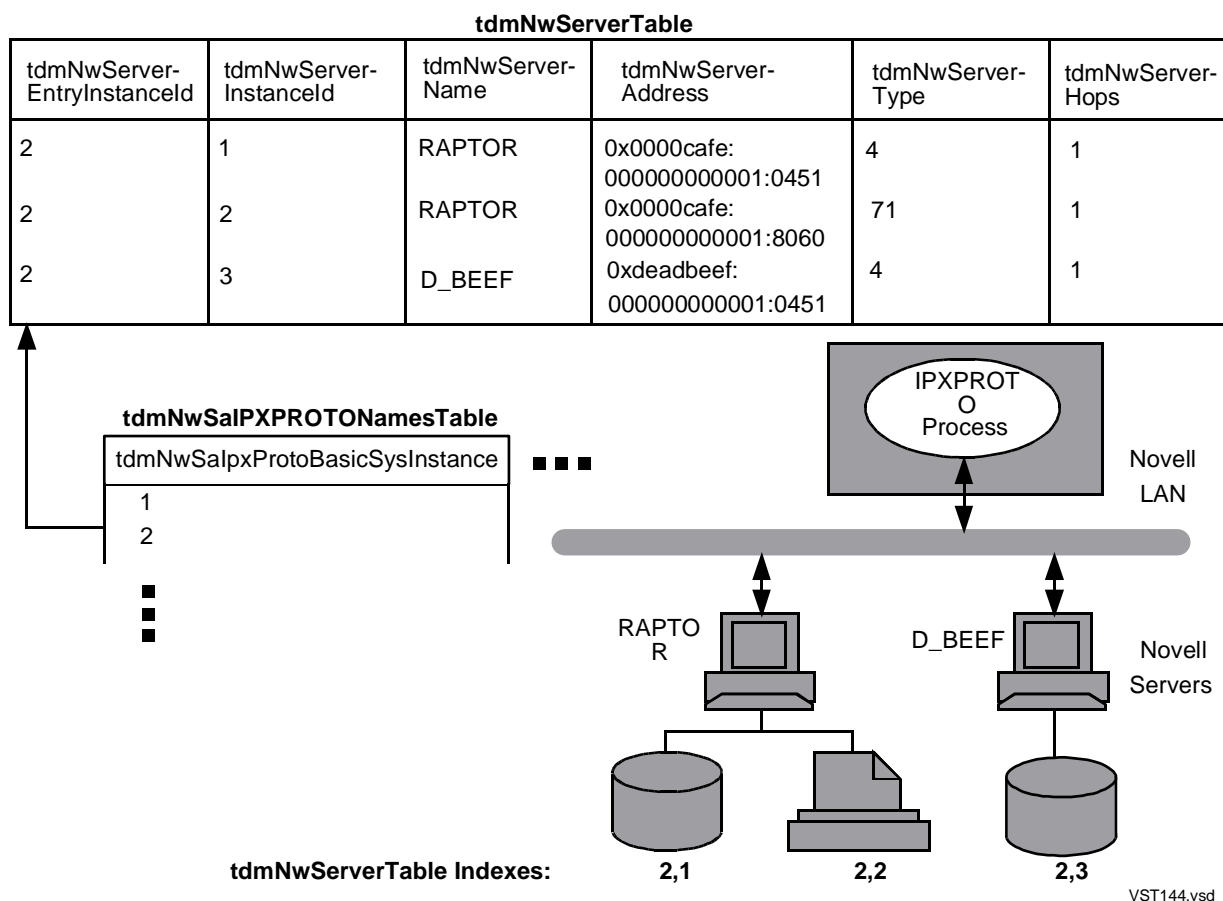 tdmNwServerTable
tdmNwServer-
EntryInstanceId
tdmNwServer-
InstanceId
tdmNwServer-
Name
tdmNwServer-
Address
tdmNwServer-
Type
tdmNwServer-
Hops
2
1
RAPTOR
0x0000cafe:
000000000001:0451
4
1
2
2
RAPTOR
0x0000cafe:
000000000001:8060
71
1
2
3
D_BEEF
0xdeadbeef:
000000000001:0451
4
1
tdmNwSaIPXPROTONamesTable
tdmNwSaIpxProtoBasicSysInstance
1
2
IPXPROT
O
Process
Novell
LAN
RAPTO
R
D_BEEF
Novell
Servers
tdmNwServerTable Indexes:
2,1
2,2
2,3
VST144.vsd